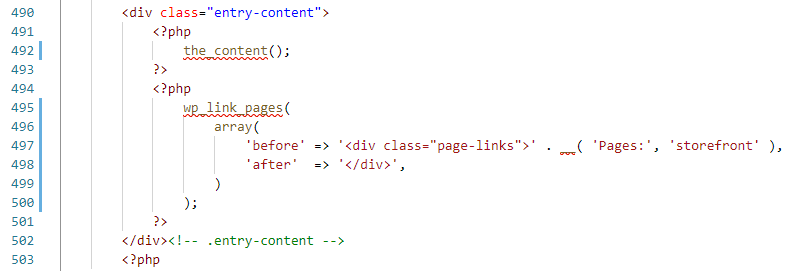 490 <div class="entry-content">
491 <?php
492 the_content();
493 ?>
494 <?php
495 wp_link_pages(
496 array(
497 'before' => '<div class="page-links">' . __( 'Pages:', 'storefront' ),
498 'after'  => '</div>',
499 )
500 );
501 ?>
502 </div><!-- .entry-content -->
503 <?php